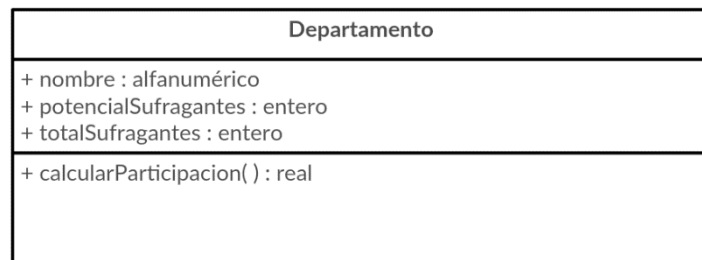 Departamento
+ nombre : alfanumérico
+ potencialSufragantes : entero
+ totalSufragantes : entero
+ calcularParticipacion( ) : real